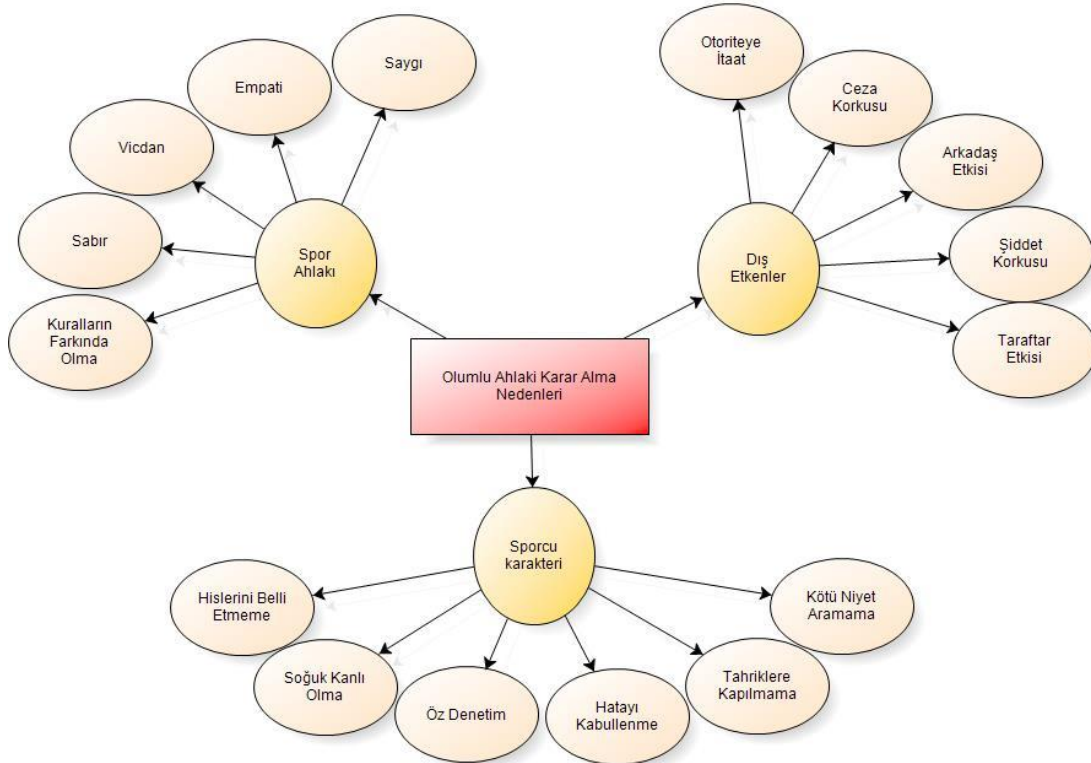 Otoriteye
İtaat
Saygı
Empati
Ceza
Korkusu
Vicdan
Arkadaş
Etkisi
Sabır
Spor
Ahlakı
Dış
Etkenler
Şiddet
Korkusu
Kuralların
Farkında
Olma
Taraftar
Etkisi
Olumlu Ahlaki Karar Alma
Nedenleri
Sporcu
karakteri
Hislerini Belli
Etmeme
Kötü Niyet
Aramama
Soğuk Kanlı
Olma
Tahriklere
Kapılmama
Öz Denetim
Hatayı
Kabullenme